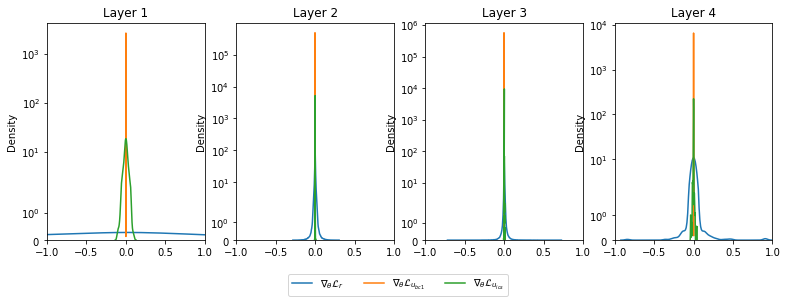 Layer 1 Layer 2 Layer 3 Layer 4
Density Density Density Density
10³ 10² 10¹ 10⁰ 0
10⁵ 10⁴ 10³ 10² 10¹ 10⁰ 0
10⁶ 10⁵ 10⁴ 10³ 10² 10¹ 10⁰ 0
10⁴ 10³ 10² 10¹ 10⁰ 0
−1.0 −0.5 0.0 0.5 1.0 −1.0 −0.5 0.0 0.5 1.0 −1.0 −0.5 0.0 0.5 1.0 −1.0 −0.5 0.0 0.5 1.0
∇θℒr ∇θℒu_bc1 ∇θℒu_ics